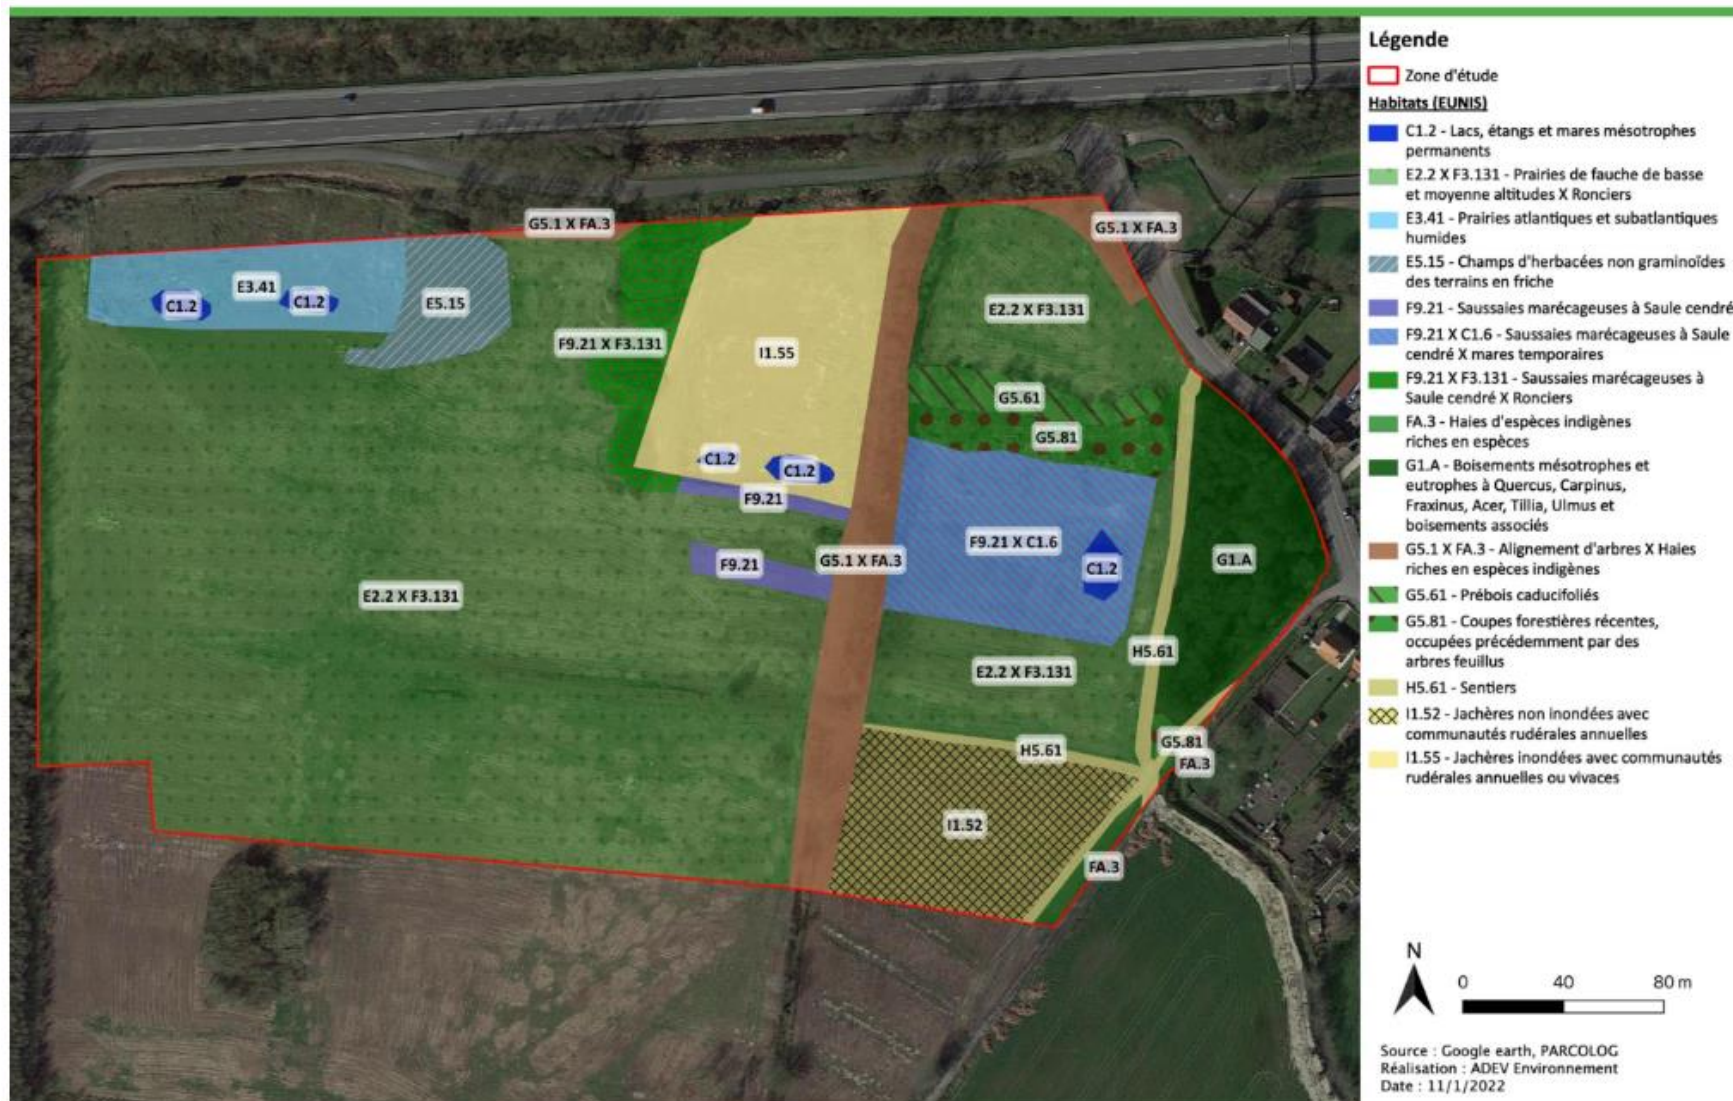 Légende
Zone d'étude
Habitats (EUNIS)
C1.2 - Lacs, étangs et mares mésotrophes
permanents
E2.2 X F3.131 - Prairies de fauche de basse
et moyenne altitudes X Ronciers
E3.41 - Prairies atlantiques et subatlantiques
humides
E5.15 - Champs d'herbacées non graminoïdes
des terrains en friche
F9.21 - Saussaies marécageuses à Saule cendré
F9.21 X C1.6 - Saussaies marécageuses à Saule
cendré X mares temporaires
F9.21 X F3.131 - Saussaies marécageuses à
Saule cendré X Ronciers
FA.3 - Haies d'espèces indigènes
riches en espèces
G1.A - Boisements mésotrophes et
eutrophes à Quercus, Carpinus,
Fraxinus, Acer, Tillia, Ulmus et
boisements associés
G5.1 X FA.3 - Alignement d'arbres X Haies
riches en espèces indigènes
G5.61 - Prébois caducifoliés
G5.81 - Coupes forestières récentes,
occupées précédemment par des
arbres feuillus
H5.61 - Sentiers
I1.52 - Jachères non inondées avec
communautés rudérales annuelles
I1.55 - Jachères inondées avec communautés
rudérales annuelles ou vivaces
N
0 40 80 m
Source : Google earth, PARCOLOG
Réalisation : ADEV Environnement
Date : 11/1/2022
G5.1 X FA.3
G5.1 X FA.3
E3.41
C1.2
C1.2
E5.15
E2.2 X F3.131
F9.21 X F3.131
I1.55
G5.61
G5.81
C1.2
C1.2
F9.21
F9.21 X C1.6
G5.1 X FA.3
G1.A
F9.21
C1.2
E2.2 X F3.131
H5.61
E2.2 X F3.131
G5.81
H5.61
FA.3
I1.52
FA.3